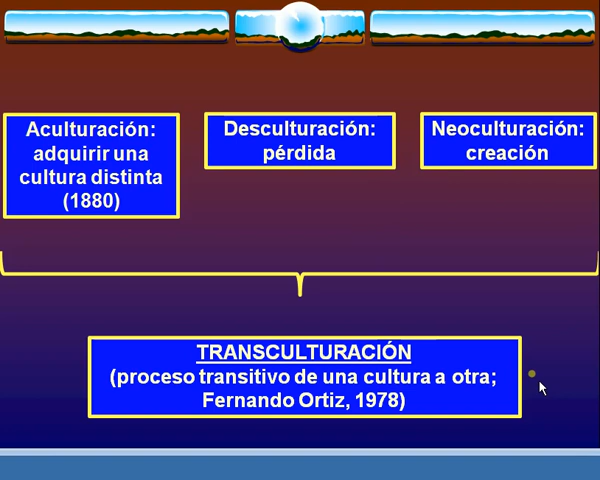 Aculturación:
adquirir una
cultura distinta
(1880)
Desculturación:
pérdida
Neoculturación:
creación
TRANSCULTURACIÓN
(proceso transitivo de una cultura a otra;
Fernando Ortiz, 1978)